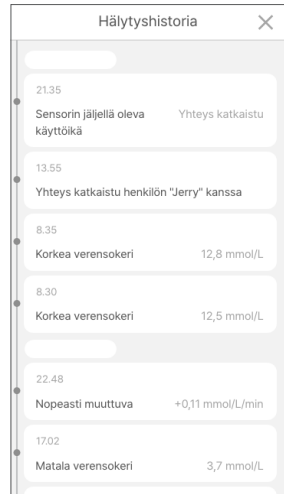 Hälytyshistoria
21.35
Sensorin jäljellä oleva käyttöikä Yhteys katkaistu
13.55
Yhteys katkaistu henkilön "Jerry" kanssa
8.35
Korkea verensokeri 12,8 mmol/L
8.30
Korkea verensokeri 12,5 mmol/L
22.48
Nopeasti muuttuva +0,11 mmol/L/min
17.02
Matala verensokeri 3,7 mmol/L